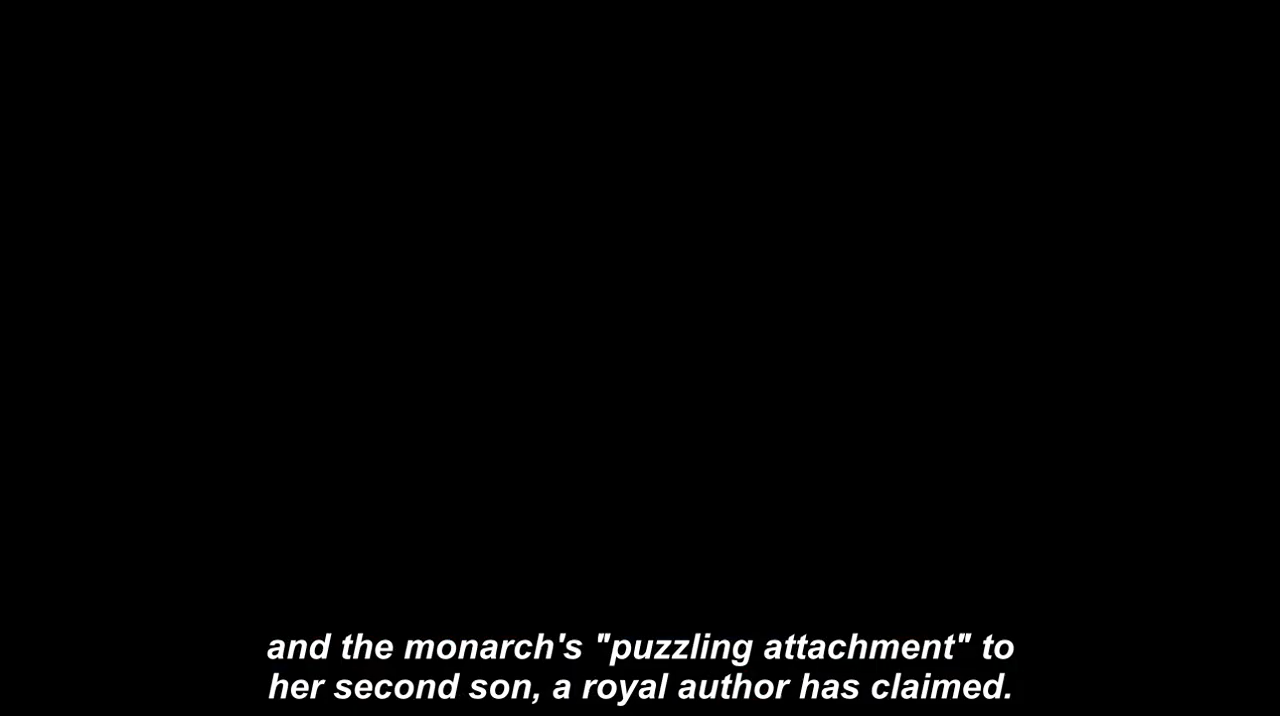 and the monarch's "puzzling attachment" to
her second son, a royal author has claimed.